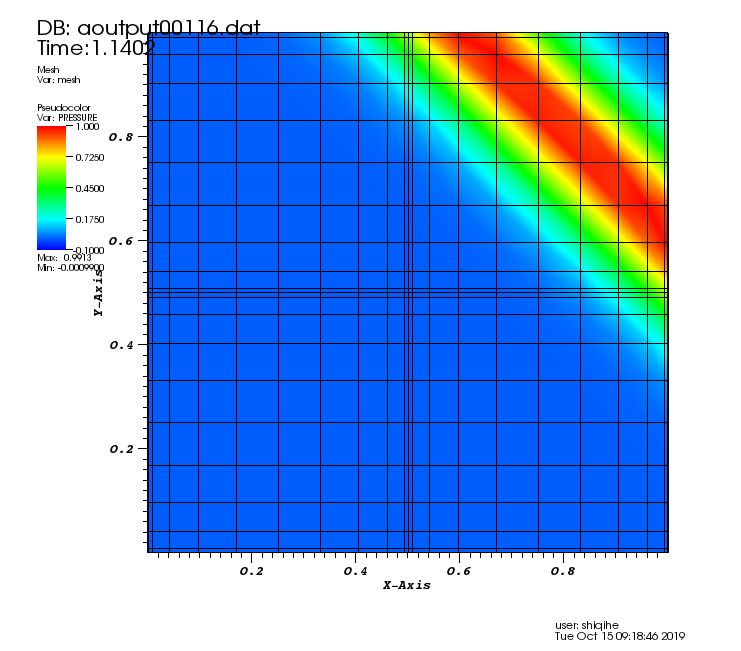 DB: aoutput00116.dat
Time:1.1402
Mesh
Var: mesh
Pseudocolor
Var: PRESSURE
1.000
0.7250
0.4500
0.1750
-0.1000
Max: 0.9913
Min: -0.0009900
Y-Axis
0.8
0.6
0.4
0.2
0.2 0.4 0.6 0.8
X-Axis
user: shiqihe
Tue Oct 15 09:18:46 2019